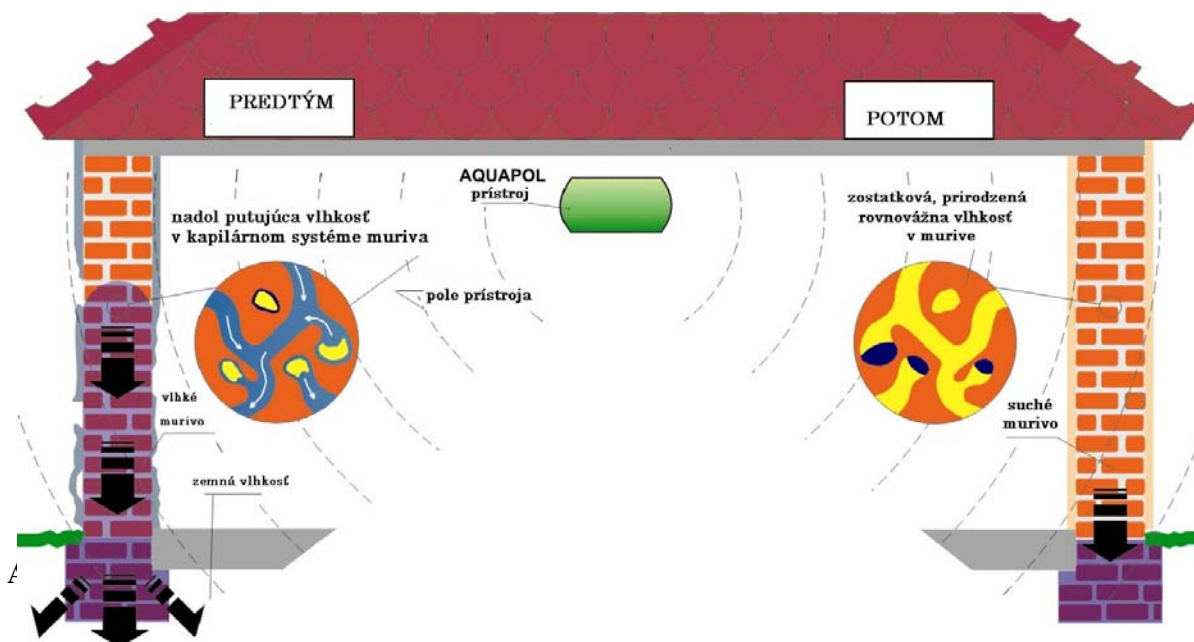 PREDTÝM
POTOM
AQUAPOL
prístroj
nadol putujúca vlhkosť
v kapilárnom systéme muriva
zostatková, prirodzená
rovnovážna vlhkosť
v murive
pole prístroja
vlhké
murivo
suché
murivo
zemná vlhkosť
A